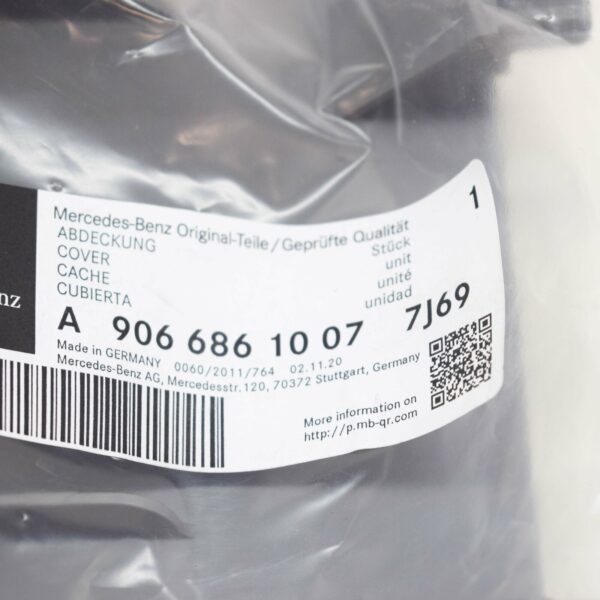 1
Mercedes-Benz Original-Teile/Geprüfte Qualität
ABDECKUNG Stück
COVER unit
CACHE unité
CUBIERTA unidad
A 906 686 10 07 7J69
Made in GERMANY 0060/2011/764 02.11.20
Mercedes-Benz AG, Mercedesstr.120, 70372 Stuttgart, Germany
More information on
http://p.mb-qr.com
nz